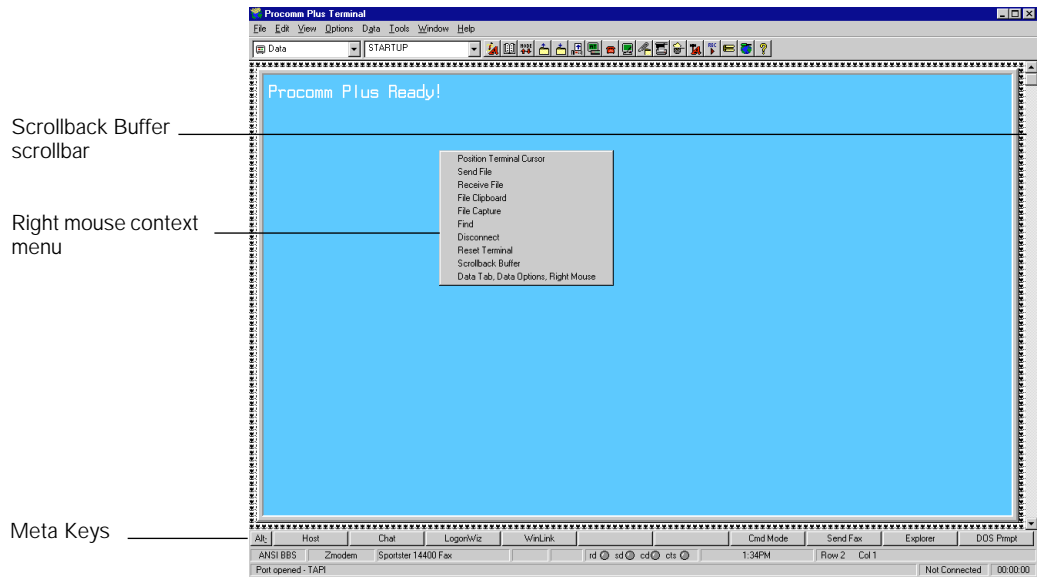 Procomm Plus Terminal
File Edit View Options Data Tools Window Help
Data STARTUP
Procomm Plus Ready!
Scrollback Buffer
scrollbar
Position Terminal Cursor
Send File
Receive File
File Clipboard
File Capture
Find
Disconnect
Reset Terminal
Scrollback Buffer
Data Tab, Data Options, Right Mouse
Right mouse context
menu
Meta Keys
Alt: Host Chat LogonWiz WinLink Cmd Mode Send Fax Explorer DOS Prmpt
ANSI BBS Zmodem Sportster 14400 Fax rd sd cd cts 1:34PM Row 2 Col 1
Port opened - TAPI Not Connected 00:00:00